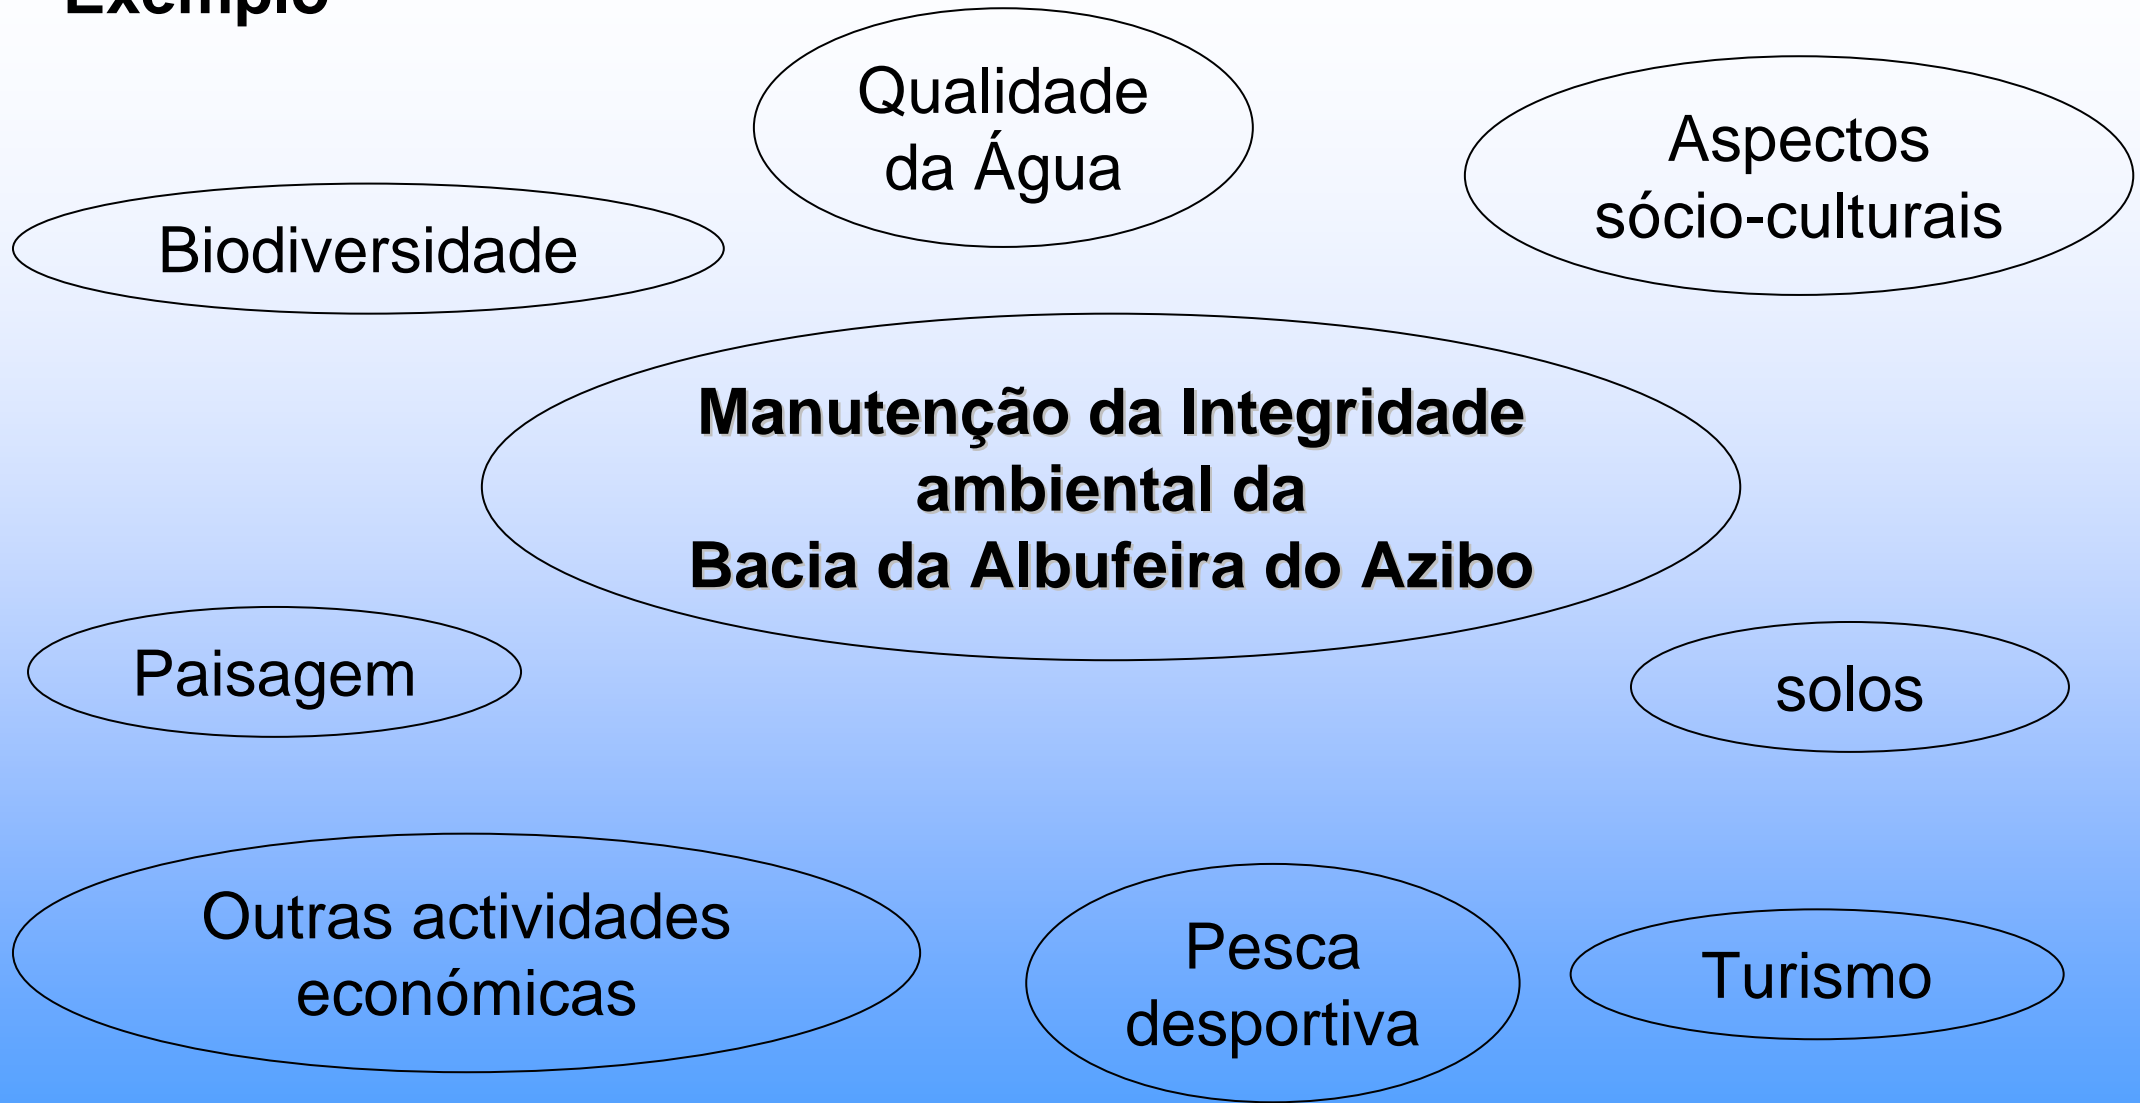 Exemplo
Qualidade
da Água
Aspectos
sócio-culturais
Biodiversidade
Manutenção da Integridade
ambiental da
Bacia da Albufeira do Azibo
Paisagem
solos
Outras actividades
económicas
Pesca
desportiva
Turismo